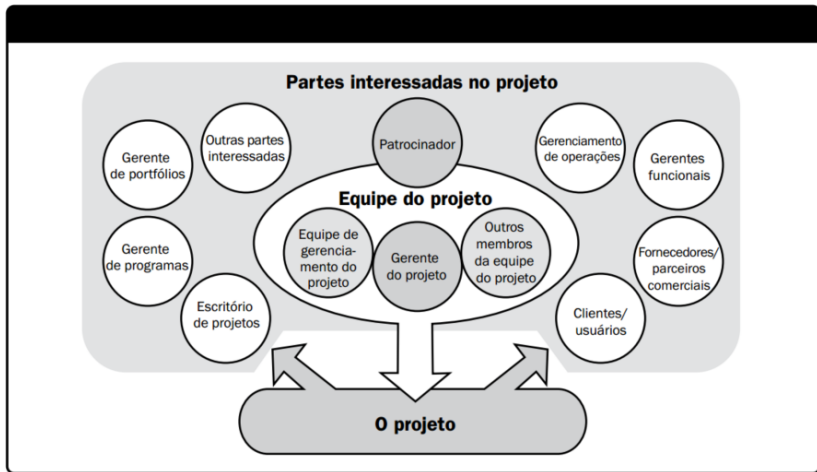 Partes interessadas no projeto
Outras partes
interessadas
Patrocinador
Gerenciamento
de operações
Gerente
de portfólios
Gerentes
funcionais
Equipe do projeto
Equipe de
gerencia-
mento do
projeto
Gerente
do projeto
Outros
membros
da equipe
do projeto
Gerente
de programas
Fornecedores/
parceiros
comerciais
Escritório
de projetos
Clientes/
usuários
O projeto